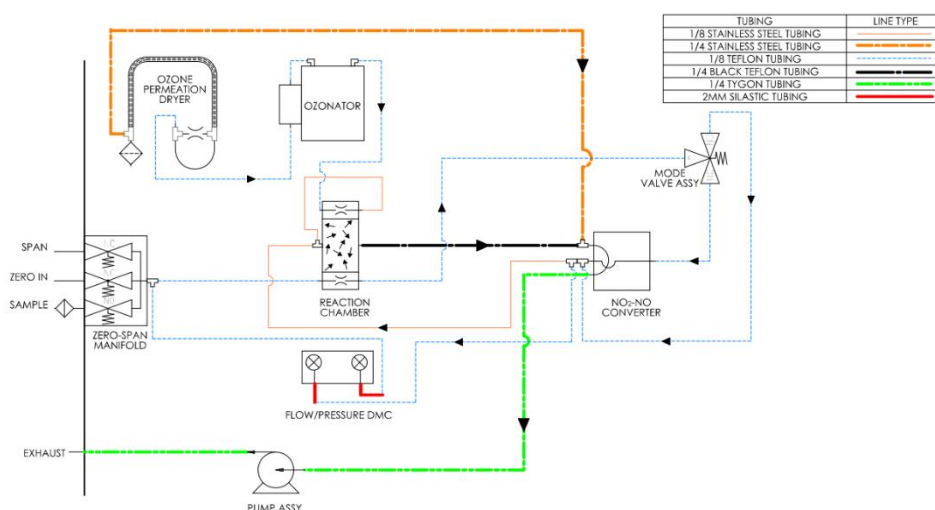 TUBING LINE TYPE
1/8 STAINLESS STEEL TUBING
1/4 STAINLESS STEEL TUBING
1/8 TEFLON TUBING
1/4 BLACK TEFLON TUBING
1/4 TYGON TUBING
2MM SILASTIC TUBING
OZONE
PERMEATION
DRYER
OZONATOR
MODE
VALVE ASSY
SPAN
ZERO IN
SAMPLE
ZERO-SPAN
MANIFOLD
REACTION
CHAMBER
NO₂-NO
CONVERTER
FLOW/PRESSURE DMC
EXHAUST
PUMP ASSY